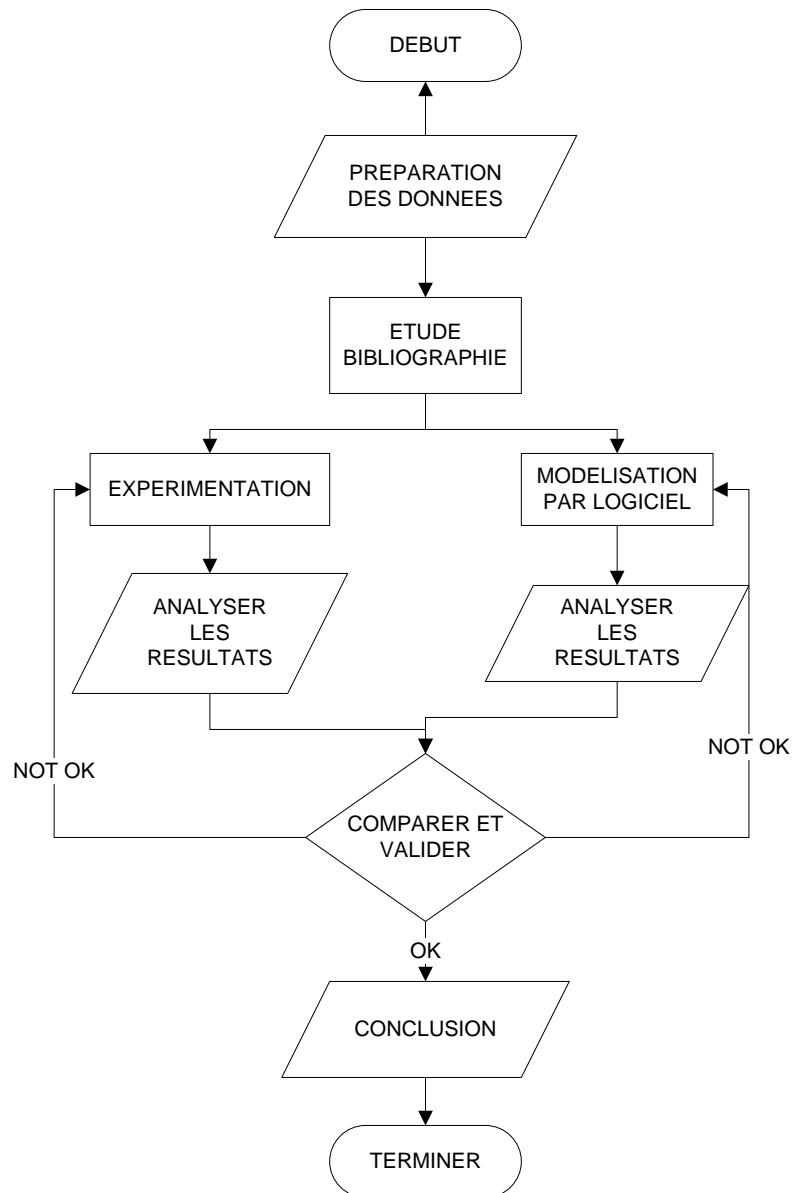 DEBUT
PREPARATION
DES DONNEES
ETUDE
BIBLIOGRAPHIE
EXPERIMENTATION
MODELISATION
PAR LOGICIEL
ANALYSER
LES
RESULTATS
ANALYSER
LES
RESULTATS
NOT OK
NOT OK
COMPARER ET
VALIDER
OK
CONCLUSION
TERMINER